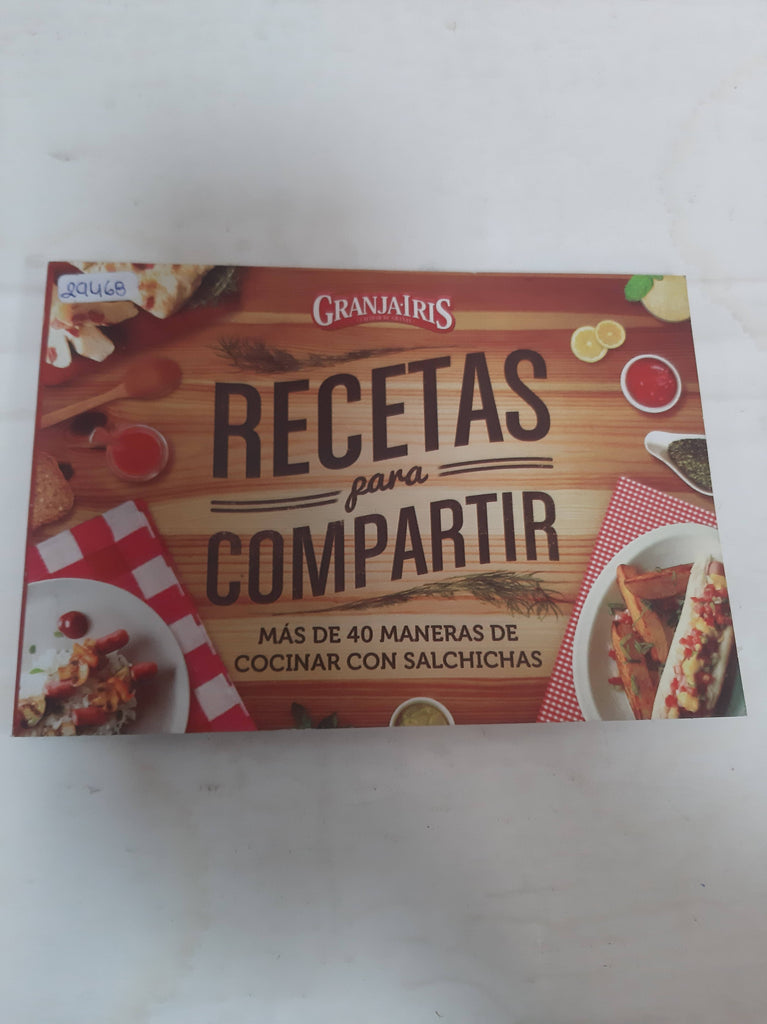 29468
GRANJA·IRIS
RECETAS
para
COMPARTIR
MÁS DE 40 MANERAS DE
COCINAR CON SALCHICHAS